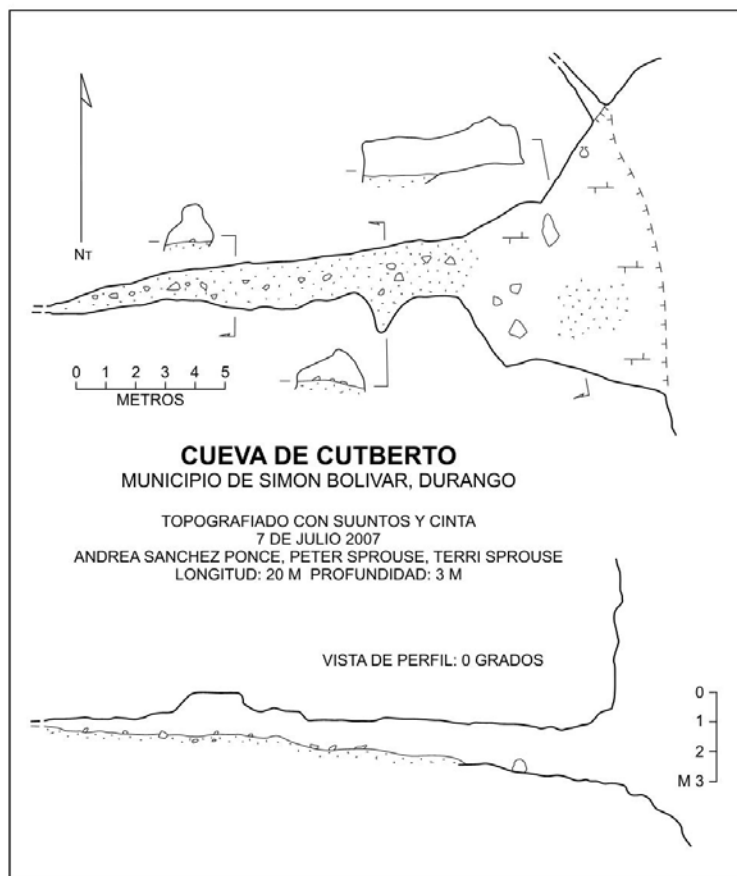 NT
0 1 2 3 4 5
METROS
CUEVA DE CUTBERTO
MUNICIPIO DE SIMON BOLIVAR, DURANGO
TOPOGRAFIADO CON SUUNTOS Y CINTA
7 DE JULIO 2007
ANDREA SANCHEZ PONCE, PETER SPROUSE, TERRI SPROUSE
LONGITUD: 20 M PROFUNDIDAD: 3 M
VISTA DE PERFIL: 0 GRADOS
0
1
2
M 3